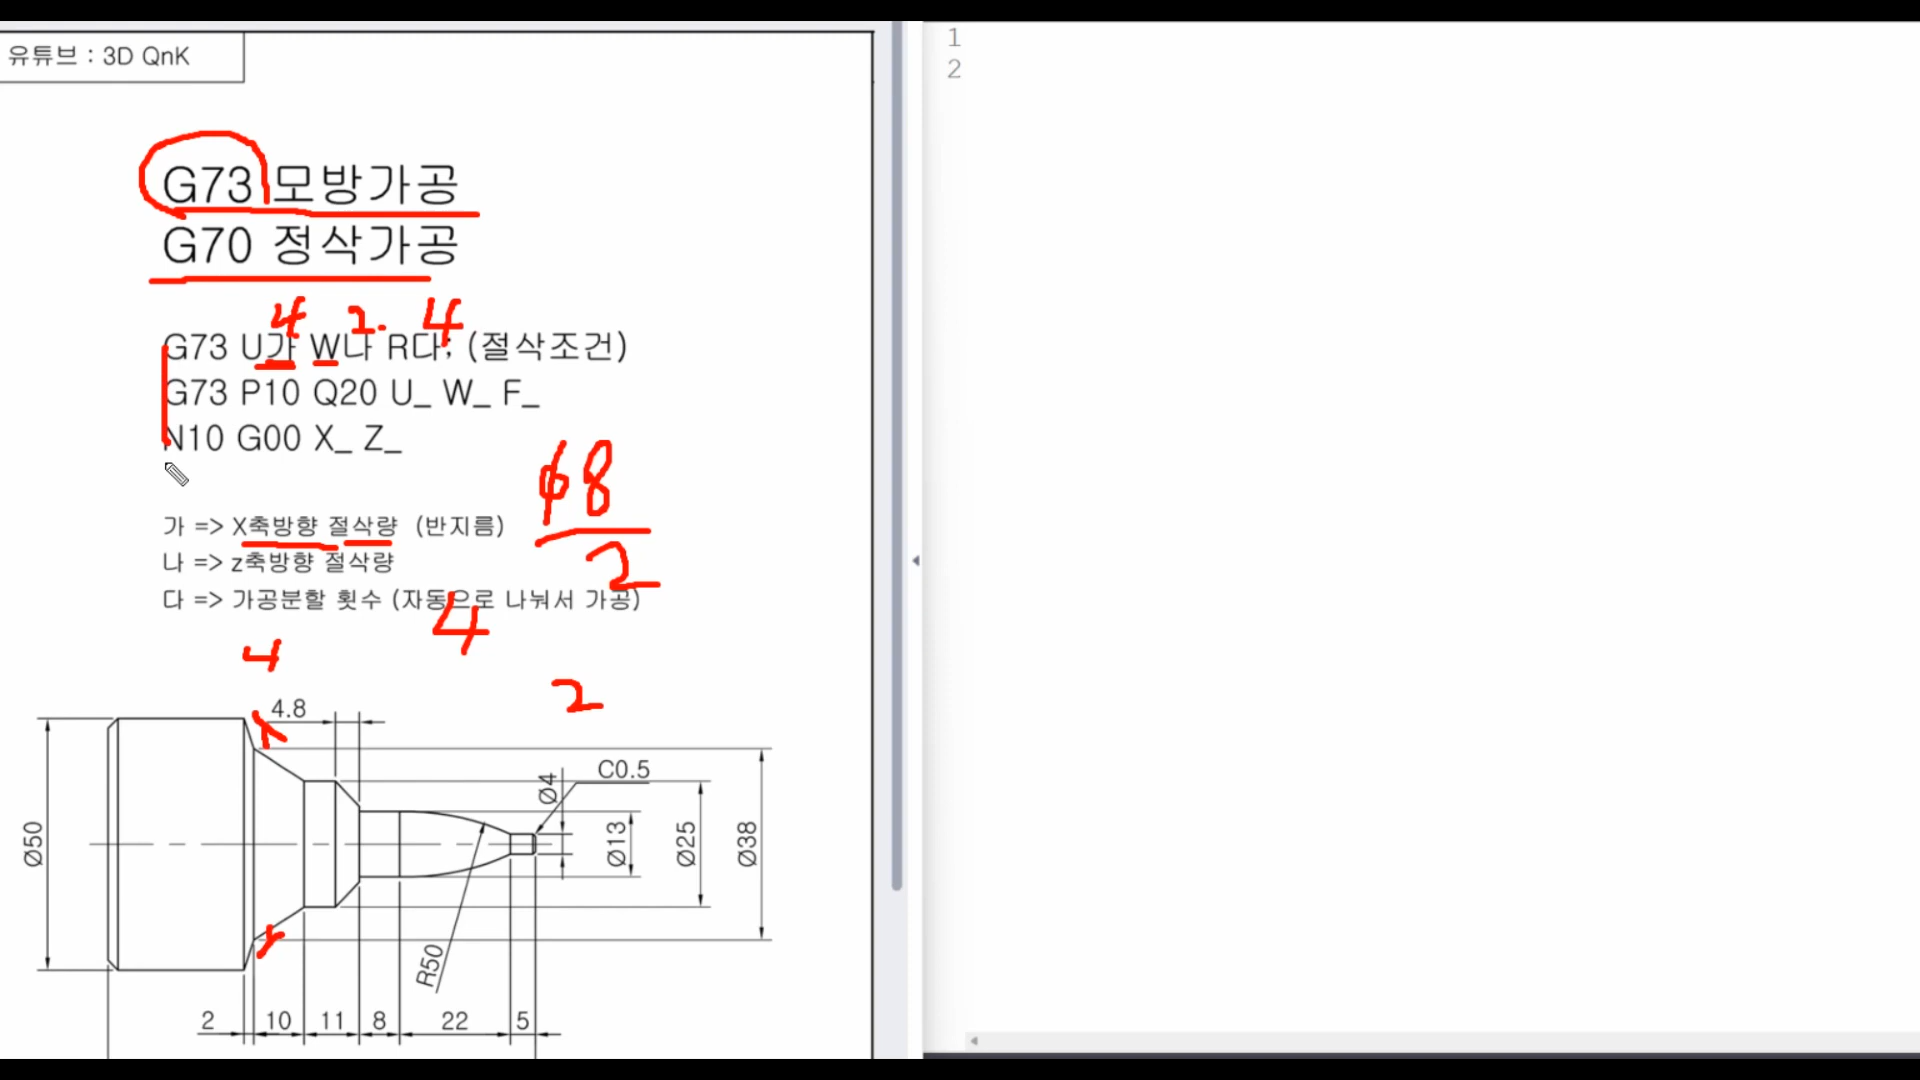 유튜브 : 3D QnK
1
2
G73 모방가공
G70 정삭가공
4 2. 4
G73 U가 W나 R다; (절삭조건)
G73 P10 Q20 U_ W_ F_
N10 G00 X_ Z_
ø8
2
가 => X축방향 절삭량 (반지름)
나 => z축방향 절삭량
다 => 가공분할 횟수 (자동으로 나눠서 가공)
4
4
2
4.8
C0.5
Ø4
Ø50
Ø13
Ø25
Ø38
R50
2 10 11 8 22 5